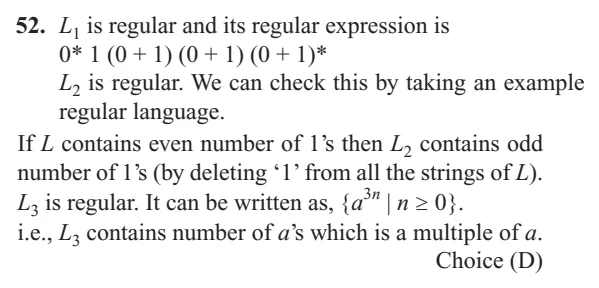 52. L₁ is regular and its regular expression is
0* 1 (0 + 1) (0 + 1) (0 + 1)*
L₂ is regular. We can check this by taking an example
regular language.
If L contains even number of 1’s then L₂ contains odd
number of 1’s (by deleting ‘1’ from all the strings of L).
L₃ is regular. It can be written as, {a³ⁿ | n ≥ 0}.
i.e., L₃ contains number of a’s which is a multiple of a.
Choice (D)